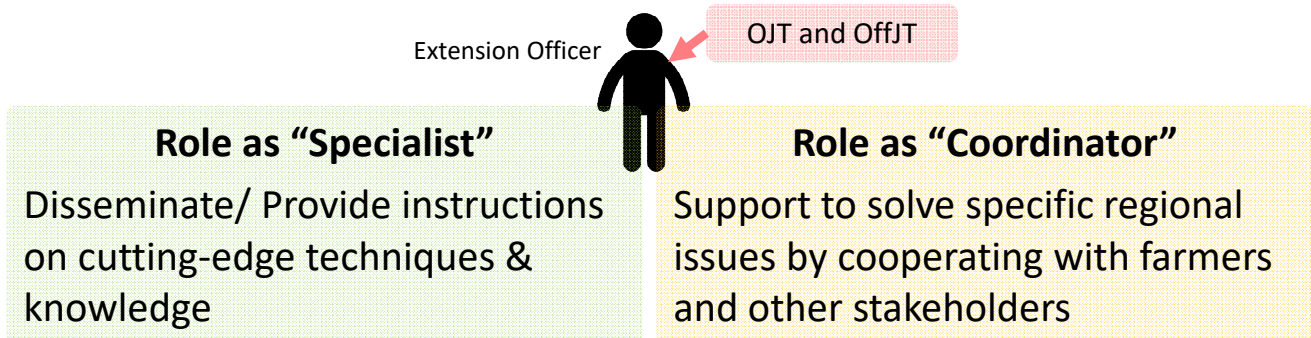 OJT and OffJT
Extension Officer
Role as “Specialist”
Disseminate/ Provide instructions
on cutting-edge techniques &
knowledge
Role as “Coordinator”
Support to solve specific regional
issues by cooperating with farmers
and other stakeholders